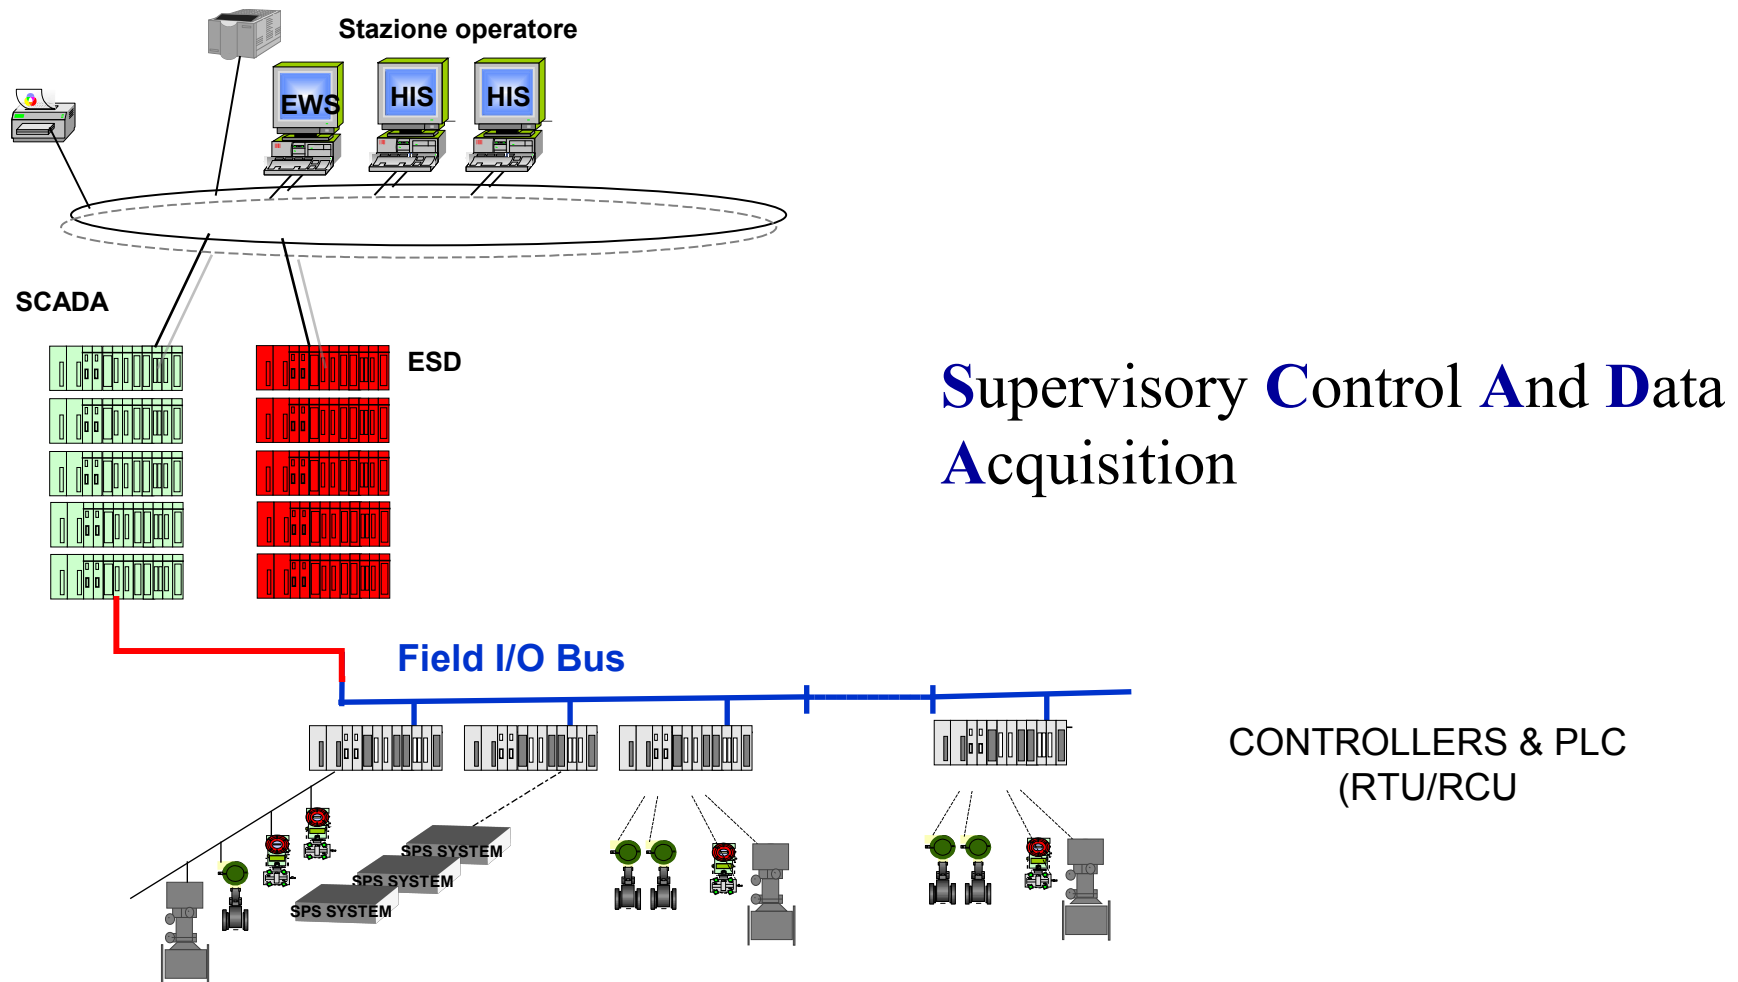 Stazione operatore
EWS
HIS
HIS
SCADA
ESD
Supervisory Control And Data
Acquisition
Field I/O Bus
CONTROLLERS & PLC
(RTU/RCU
SPS SYSTEM
SPS SYSTEM
SPS SYSTEM